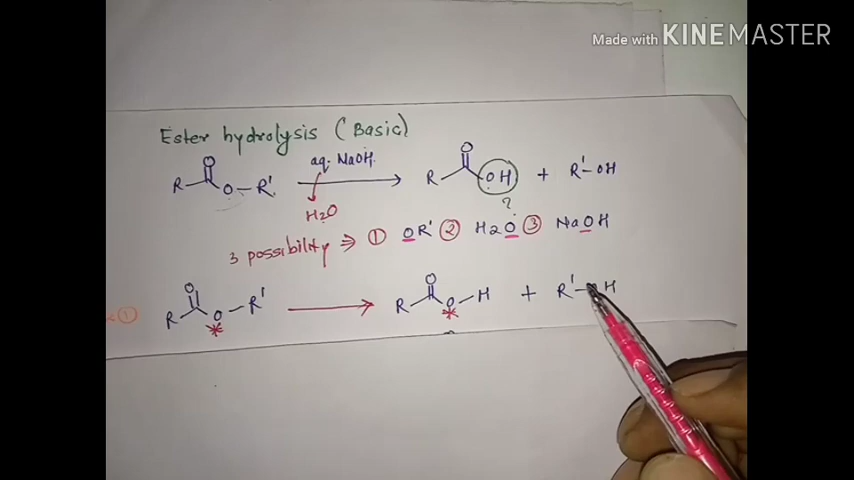 Made with KINEMASTER
Ester hydrolysis (Basic)
R O O-R' aq. NaOH H2O R O OH + R'-OH
?
3 possibility ⇒ ① OR' ② H2O ③ NaOH
① R O O-R' * R O O-H * + R'-OH